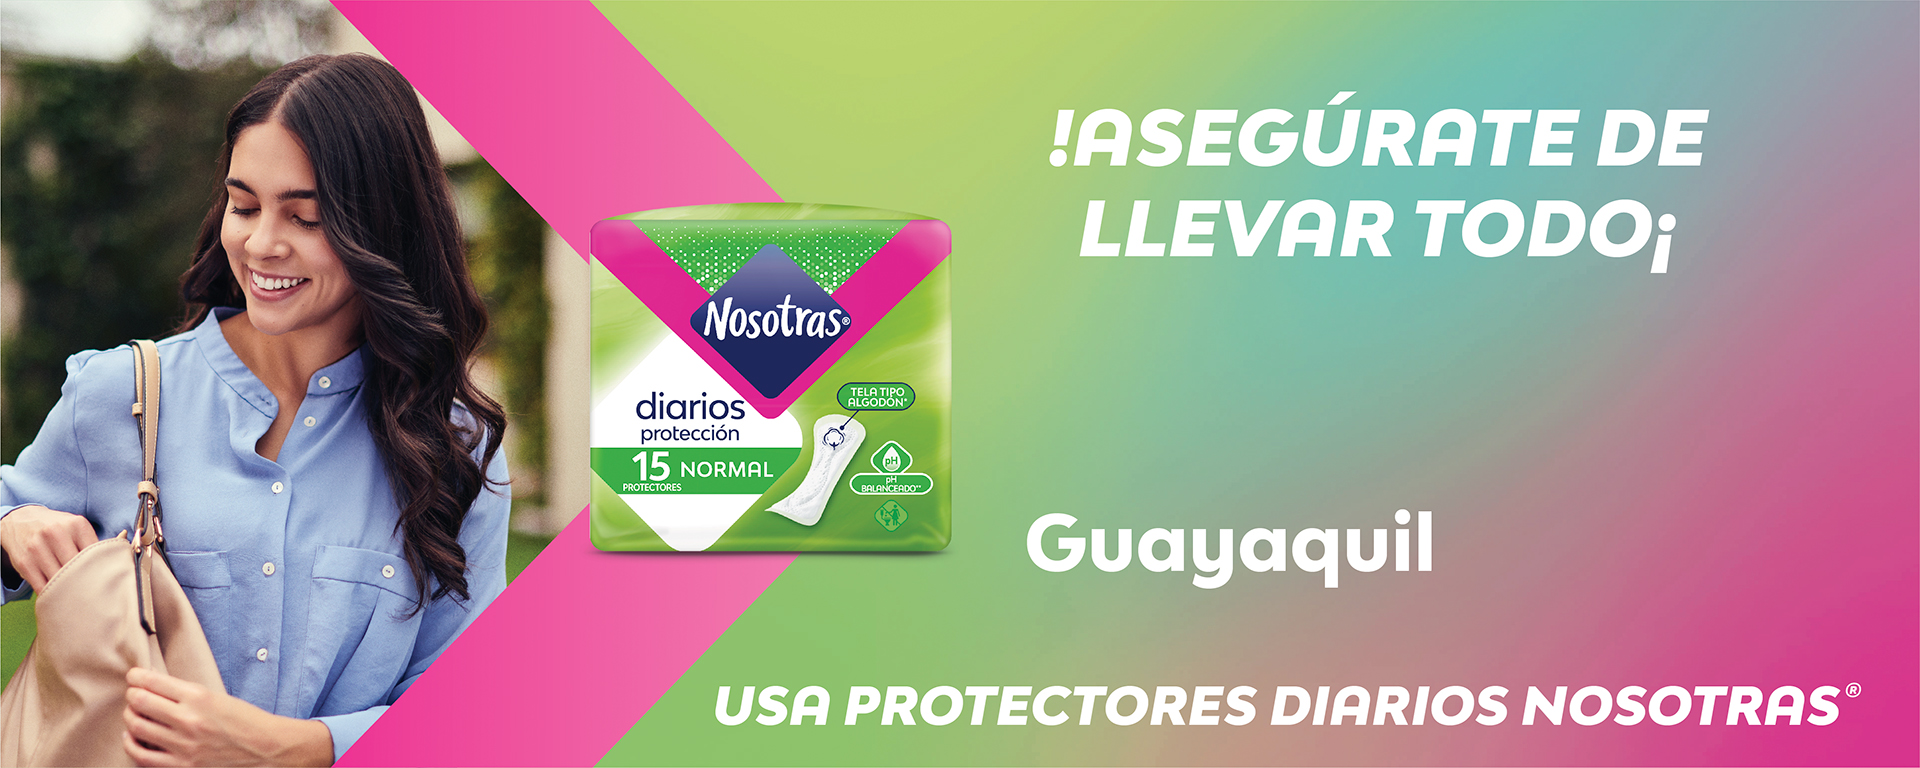 !ASEGÚRATE DE
LLEVAR TODO¡
Nosotras®
diarios
protección
15 NORMAL
PROTECTORES
TELA TIPO
ALGODÓN*
pH
pH
BALANCEADO**
Guayaquil
USA PROTECTORES DIARIOS NOSOTRAS®